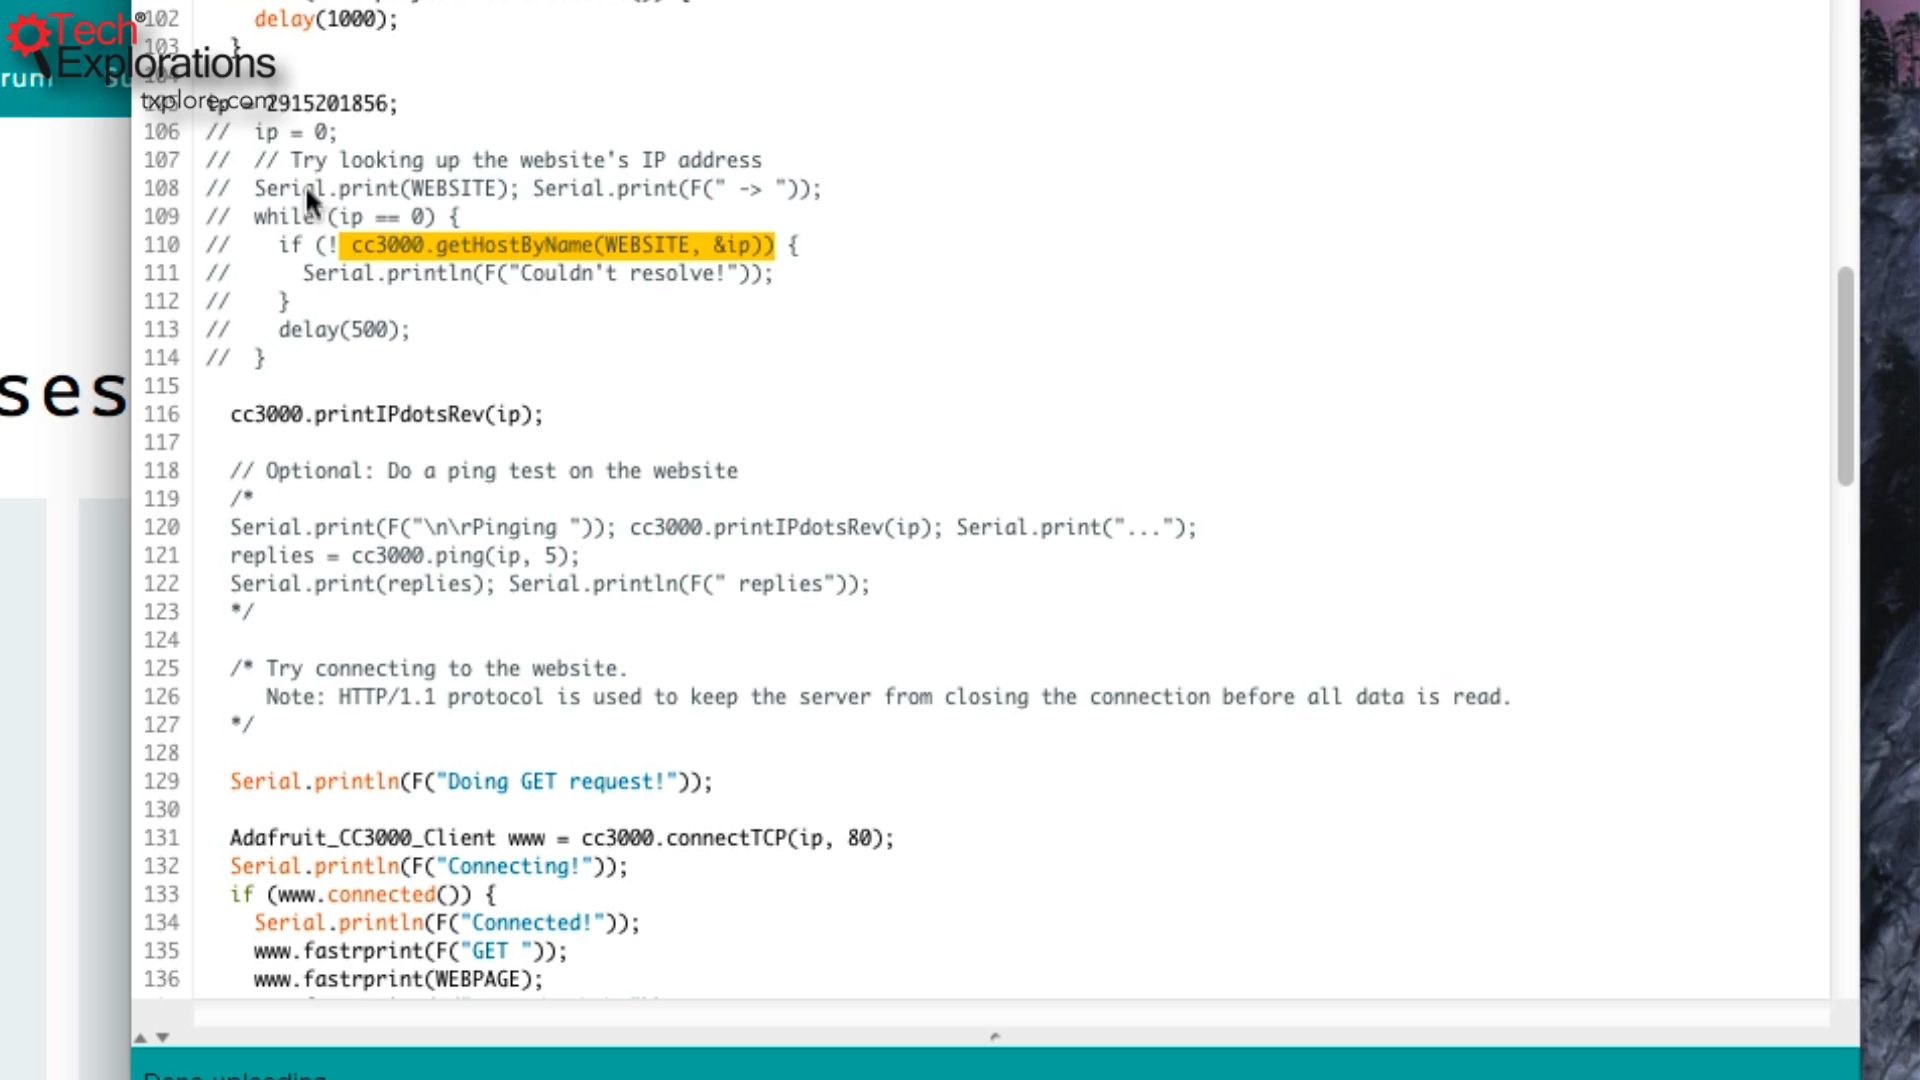 102 delay(1000);
103 }
Tech
Explorations
txplore.com
rum
= 2915201856;
106 // ip = 0;
107 // // Try looking up the website's IP address
108 // Serial.print(WEBSITE); Serial.print(F(" -> "));
109 // while (ip == 0) {
110 // if (! cc3000.getHostByName(WEBSITE, &ip)) {
111 // Serial.println(F("Couldn't resolve!"));
112 // }
113 // delay(500);
114 // }
115
ses
116 cc3000.printIPdotsRev(ip);
117
118 // Optional: Do a ping test on the website
119 /*
120 Serial.print(F("\n\rPinging ")); cc3000.printIPdotsRev(ip); Serial.print("...");
121 replies = cc3000.ping(ip, 5);
122 Serial.print(replies); Serial.println(F(" replies"));
123 */
124
125 /* Try connecting to the website.
126 Note: HTTP/1.1 protocol is used to keep the server from closing the connection before all data is read.
127 */
128
129 Serial.println(F("Doing GET request!"));
130
131 Adafruit_CC3000_Client www = cc3000.connectTCP(ip, 80);
132 Serial.println(F("Connecting!"));
133 if (www.connected()) {
134 Serial.println(F("Connected!"));
135 www.fastrprint(F("GET "));
136 www.fastrprint(WEBPAGE);
Done uploading